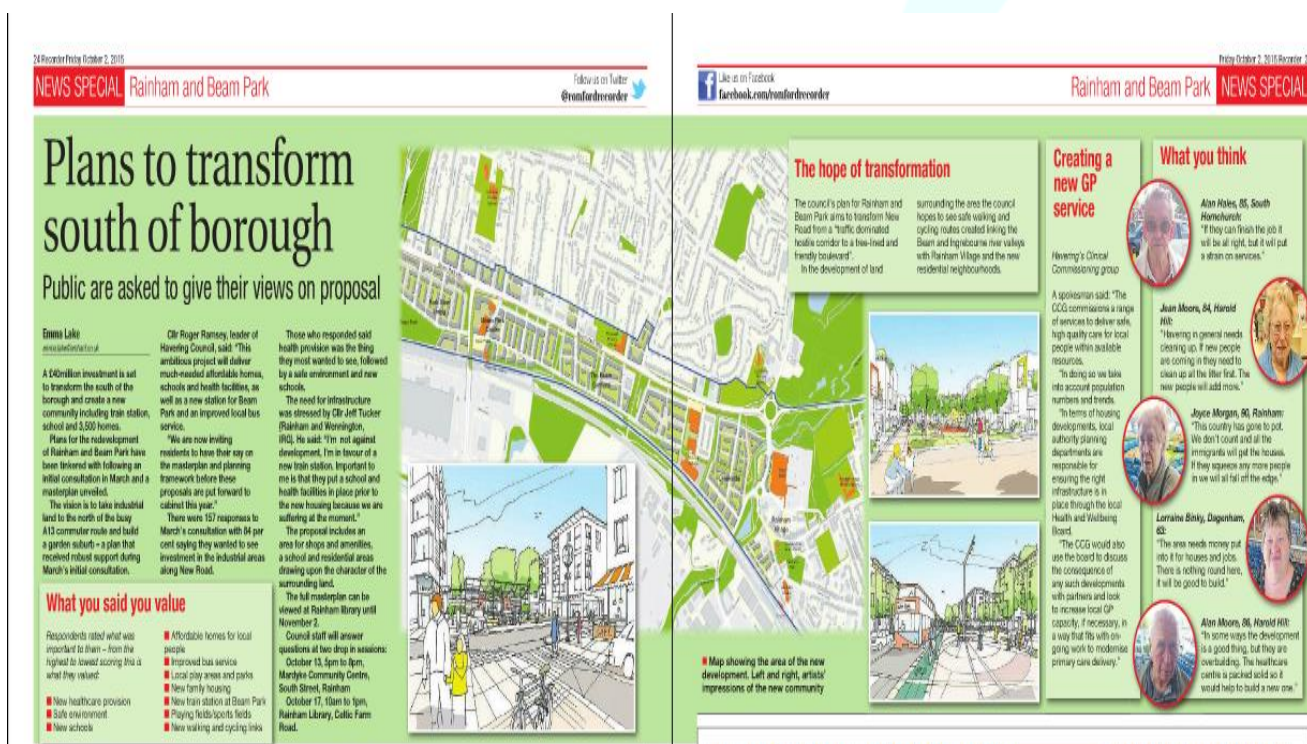 24 Recorder Friday October 2, 2015
NEWS SPECIAL Rainham and Beam Park
Follow us on Twitter
@romfordrecorder
Plans to transform
south of borough
Public are asked to give their views on proposal
Emma Lake
A £40million investment is set
to transform the south of the
borough and create a new
community including train station,
school and 3,500 homes.
Plans for the redevelopment
of Rainham and Beam Park have
been tinkered with following an
initial consultation in March and a
masterplan unveiled.
The vision is to take industrial
land to the north of the busy
A13 commuter route and build
a garden suburb – a plan that
received robust support during
March's initial consultation.
Cllr Roger Ramsey, leader of
Havering Council, said: "This
ambitious project will deliver
much-needed affordable homes,
schools and health facilities, as
well as a new station for Beam
Park and an improved local bus
service.
"We are now inviting
residents to have their say on
the masterplan and planning
framework before these
proposals are put forward to
cabinet this year."
There were 157 responses to
March's consultation with 84 per
cent saying they wanted to see
investment in the industrial areas
along New Road.
Those who responded said
health provision was the thing
they most wanted to see, followed
by a safe environment and new
schools.
The need for infrastructure
was stressed by Cllr Jeff Tucker
(Rainham and Wennington,
IRG). He said: "I'm not against
development, I'm in favour of a
new train station. Important to
me is that they put a school and
health facilities in place prior to
the new housing because we are
suffering at the moment."
The proposal includes an
area for shops and amenities,
a school and residential areas
drawing upon the character of the
surrounding land.
The full masterplan can be
viewed at Rainham library until
November 2.
Council staff will answer
questions at two drop in sessions:
October 13, 5pm to 8pm,
Mardyke Community Centre,
South Street, Rainham
October 17, 10am to 1pm,
Rainham Library, Celtic Farm
Road.
What you said you value
Respondents rated what was
important to them – from the
highest to lowest scoring this is
what they valued:
New healthcare provision
Safe environment
New schools
Affordable homes for local
people
Improved bus service
Local play areas and parks
New family housing
New train station at Beam Park
Playing fields/sports fields
New walking and cycling links
Like us on Facebook
facebook.com/romfordrecorder
Friday October 2, 2015 Recorder
Rainham and Beam Park NEWS SPECIAL
The hope of transformation
The council's plan for Rainham and
Beam Park aims to transform New
Road from a "traffic dominated
hostile corridor to a tree-lined and
friendly boulevard".
In the development of land
surrounding the area the council
hopes to see safe walking and
cycling routes created linking the
Beam and Ingrebourne river valleys
with Rainham Village and the new
residential neighbourhoods.
Map showing the area of the new
development. Left and right, artists'
impressions of the new community
Creating a
new GP
service
Havering's Clinical
Commissioning group
A spokesman said: "The
CCG commissions a range
of services to deliver safe,
high quality care for local
people within available
resources.
"In doing so we take
into account population
numbers and trends.
"In terms of housing
developments, local
authority planning
departments are
responsible for
ensuring the right
infrastructure is in
place through the local
Health and Wellbeing
Board.
"The CCG would also
use the board to discuss
the consequence of
any such developments
with partners and look
to increase local GP
capacity, if necessary, in
a way that fits with on-
going work to modernise
primary care delivery."
What you think
Alan Hales, 85, South
Hornchurch:
"If they can finish the job it
will be all right, but it will put
a strain on services."
Jean Moore, 84, Harold
Hill:
"Havering in general needs
cleaning up. If new people
are coming in they need to
clean up all the litter first. The
new people will add more."
Joyce Morgan, 90, Rainham:
"This country has gone to pot.
We don't count and all the
immigrants will get the houses.
If they squeeze any more people
in we will all fall off the edge."
Lorraine Binky, Dagenham,
63:
"The area needs money put
into it for houses and jobs.
There is nothing round here,
it will be good to build."
Alan Moore, 86, Harold Hill:
"In some ways the development
is a good thing, but they are
overbuilding. The healthcare
centre is packed solid so it
would help to build a new one."